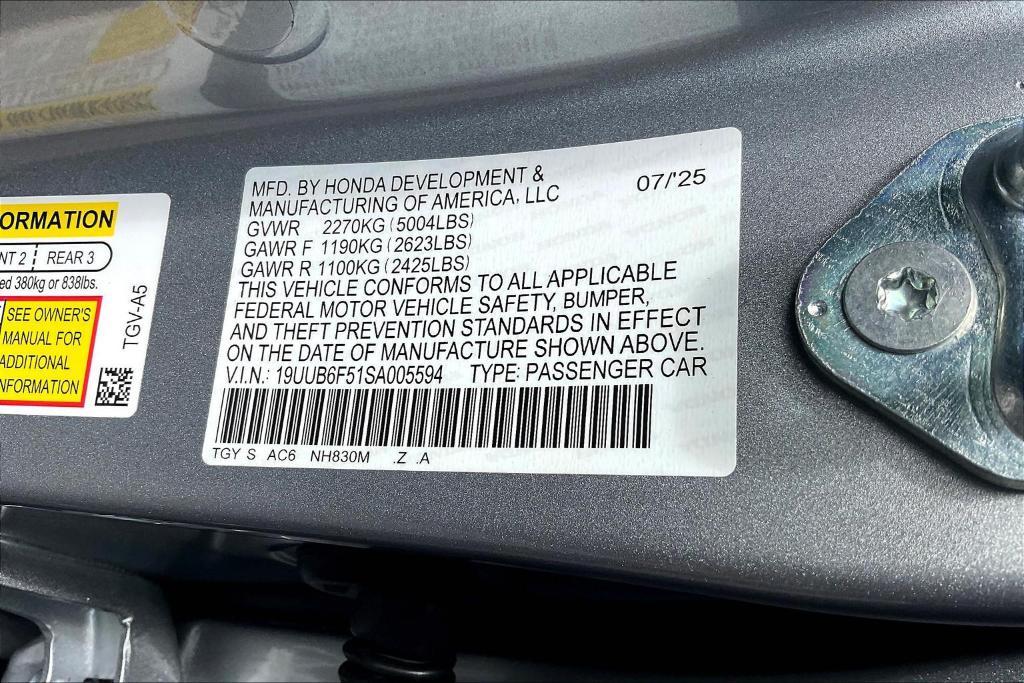 ORMATION
NT 2 REAR 3
ed 380kg or 838lbs.
SEE OWNER'S
MANUAL FOR
ADDITIONAL
INFORMATION
TGV-A5
MFD. BY HONDA DEVELOPMENT &
MANUFACTURING OF AMERICA, LLC
07/'25
GVWR 2270KG (5004LBS)
GAWR F 1190KG (2623LBS)
GAWR R 1100KG (2425LBS)
THIS VEHICLE CONFORMS TO ALL APPLICABLE
FEDERAL MOTOR VEHICLE SAFETY, BUMPER,
AND THEFT PREVENTION STANDARDS IN EFFECT
ON THE DATE OF MANUFACTURE SHOWN ABOVE.
V.I.N.: 19UUB6F51SA005594 TYPE: PASSENGER CAR
TGY S AC6 NH830M .Z .A